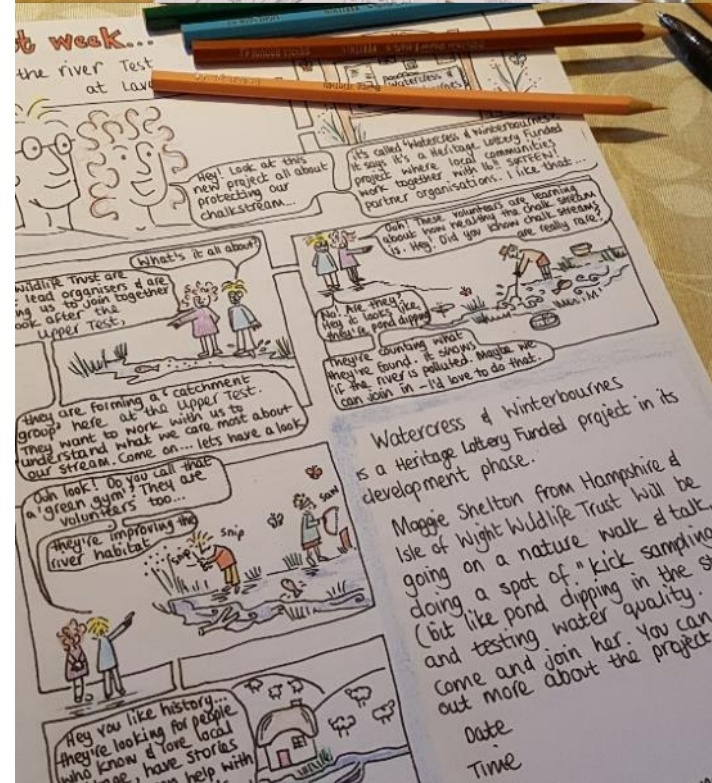 t week...
the river Test
at Lav
Watercress &
Hey! Look at this
new project all about
protecting our
chalkstream...
it's called 'Watercress & Winterbournes'.
It says it's a Heritage Lottery Funded
project where local communities
work together with 16!! SIXTEEN!
partner organisations. I like that...
What's it all about?
Wildlife Trust are
lead organisers & are
ng us to join together
ook after the
upper Test,
Ooh! These volunteers are learning
about how healthy the chalk stream
is. Hey! Did you know chalk streams
are really rare?
No! Are they.
Hey it looks like
they're pond dipping
They're counting what
they've found. it shows
if the river is polluted. Maybe we
can join in - I'd love to do that.
they are forming a 'catchment
group' here at the upper Test.
They want to work with us to
understand what we care most about
our stream. Come on... lets have a look
Ooh look! Do you call that
a 'green gym'? They are
volunteers too...
they're improving the
river habitat
snip
snip
saw
Watercress & Winterbournes
is a Heritage Lottery Funded project in its
development phase.
Maggie Shelton from Hampshire &
Isle of Wight Wildlife Trust will be
going on a nature walk & talk,
doing a spot of "kick sampling
(bit like pond dipping in the st
and testing water quality.
come and join her. You can
out more about the project
Date
Time
Hey you like history...
they're looking for people
who know & love local
tage, have stories
help with